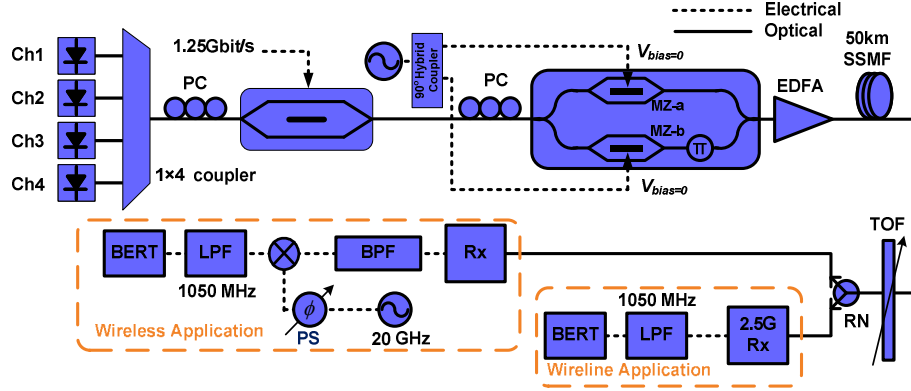 Electrical
Optical
Ch1
Ch2
Ch3
Ch4
1×4 coupler
PC
1.25Gbit/s
90° Hybrid
Coupler
PC
Vbias=0
MZ-a
MZ-b
π
Vbias=0
EDFA
50km
SSMF
BERT
LPF
1050 MHz
BPF
Rx
ϕ
PS
20 GHz
Wireless Application
TOF
RN
1050 MHz
BERT
LPF
2.5G
Rx
Wireline Application